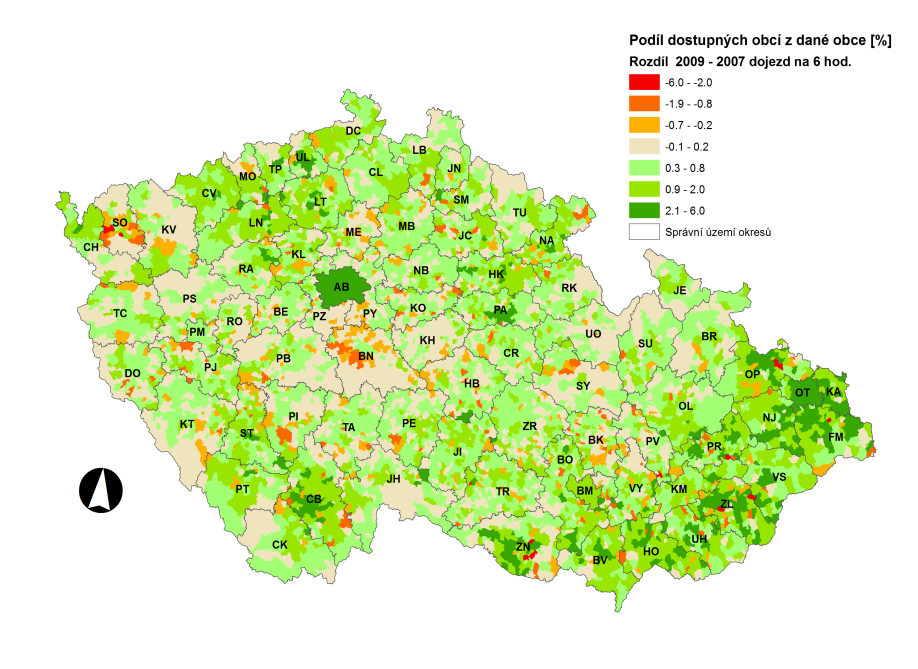 Podíl dostupných obcí z dané obce [%]
Rozdíl 2009 - 2007 dojezd na 6 hod.
-6.0 - -2.0
-1.9 - -0.8
-0.7 - -0.2
-0.1 - 0.2
0.3 - 0.8
0.9 - 2.0
2.1 - 6.0
Správní území okresů
DC
LB
UL
TP
MO
CL
JN
CV
LT
SM
TU
SO
KV
LN
ME
MB
JC
NA
CH
KL
RA
NB
HK
AB
RK
JE
PS
TC
RO
BE
PZ
PY
KO
PA
PM
KH
UO
SU
BR
DO
PJ
PB
BN
CR
HB
SY
OP
OT
KA
KT
ST
PI
TA
PE
ZR
OL
NJ
FM
JI
BK
PV
PR
BO
PT
CB
JH
TR
BM
VY
KM
VS
ZL
CK
ZN
BV
HO
UH